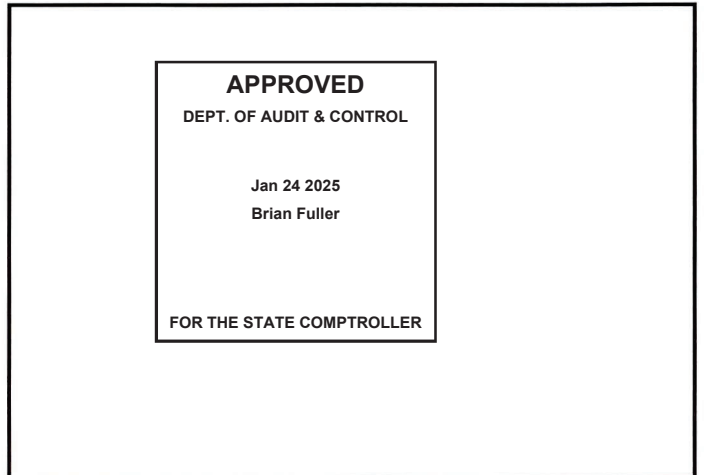 APPROVED
DEPT. OF AUDIT & CONTROL
Jan 24 2025
Brian Fuller
FOR THE STATE COMPTROLLER